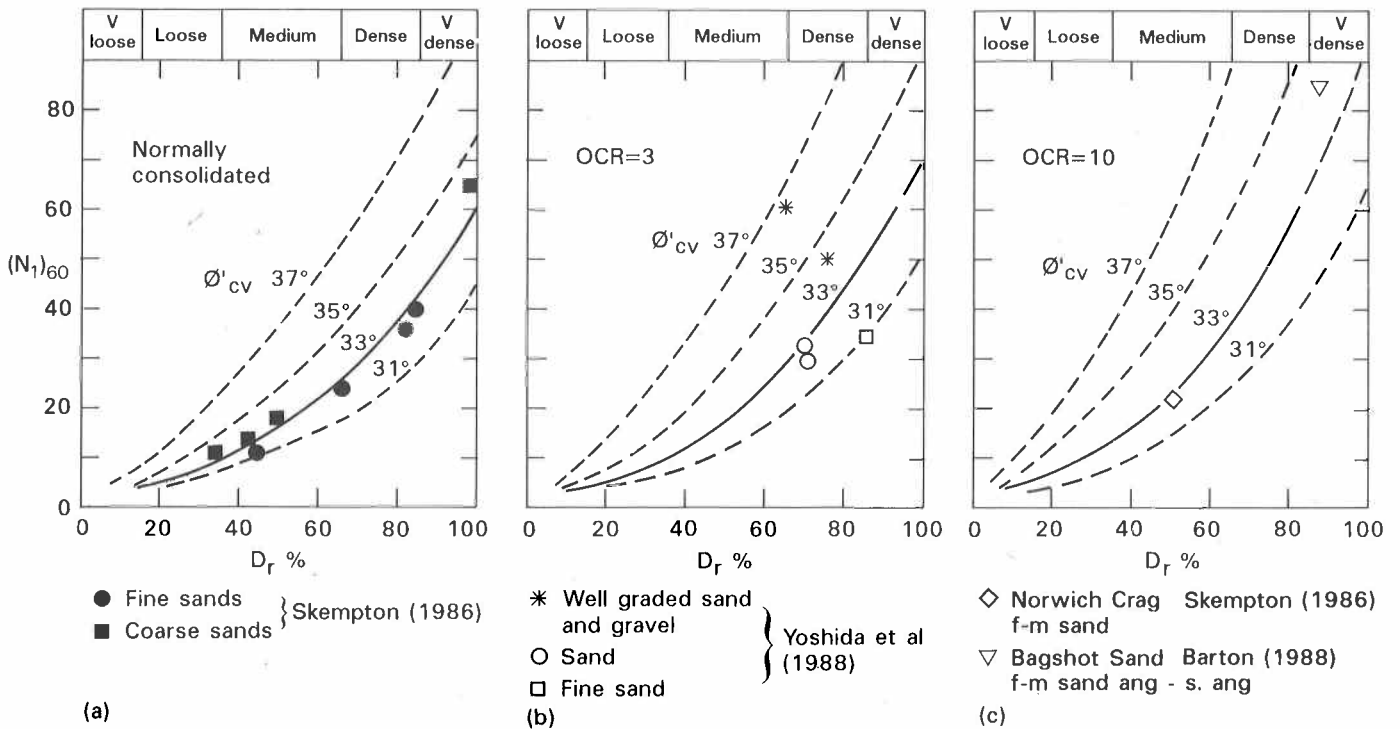 V loose Loose Medium Dense V dense
80
60
40
20
0
(N₁)₆₀
Normally
consolidated
Ø'cv 37°
35°
33°
31°
0 20 40 60 80 100
Dr %
● Fine sands
■ Coarse sands
} Skempton (1986)
(a)
V loose Loose Medium Dense V dense
OCR=3
Ø'cv 37°
35°
33°
31°
0 20 40 60 80 100
Dr %
Well graded sand
and gravel
Sand
Fine sand
Yoshida et al
(1988)
(b)
V loose Loose Medium Dense V dense
OCR=10
Ø'cv 37°
35°
33°
31°
0 20 40 60 80 100
Dr %
Norwich Crag Skempton (1986)
f-m sand
Bagshot Sand Barton (1988)
f-m sand ang - s. ang
(c)